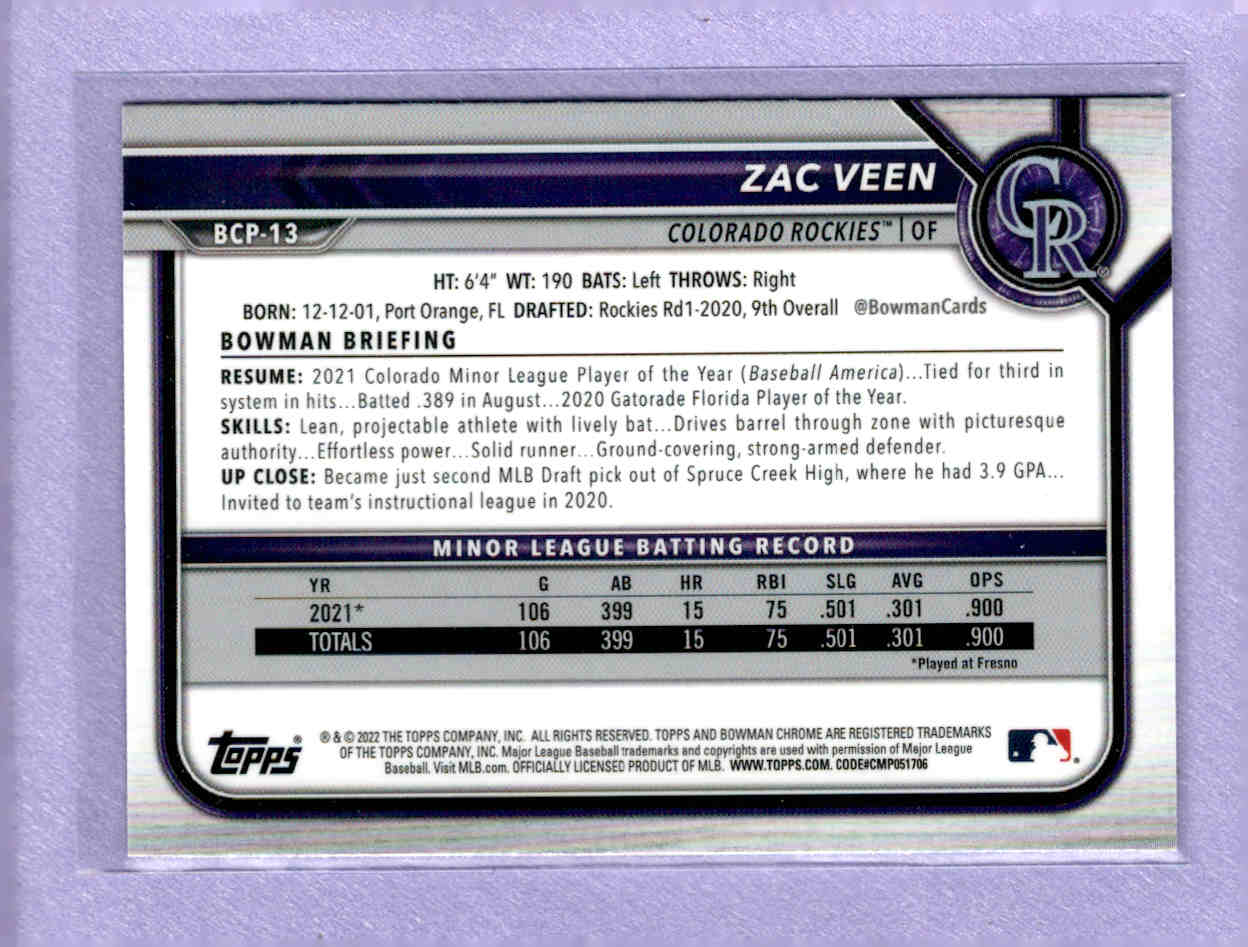 ZAC VEEN
BCP-13
COLORADO ROCKIES™ | OF
CR®
HT: 6'4" WT: 190 BATS: Left THROWS: Right
BORN: 12-12-01, Port Orange, FL DRAFTED: Rockies Rd1-2020, 9th Overall @BowmanCards
BOWMAN BRIEFING
RESUME: 2021 Colorado Minor League Player of the Year (Baseball America)...Tied for third in
system in hits...Batted .389 in August...2020 Gatorade Florida Player of the Year.
SKILLS: Lean, projectable athlete with lively bat...Drives barrel through zone with picturesque
authority...Effortless power...Solid runner...Ground-covering, strong-armed defender.
UP CLOSE: Became just second MLB Draft pick out of Spruce Creek High, where he had 3.9 GPA...
Invited to team's instructional league in 2020.
MINOR LEAGUE BATTING RECORD
YR G AB HR RBI SLG AVG OPS
2021* 106 399 15 75 .501 .301 .900
TOTALS 106 399 15 75 .501 .301 .900
*Played at Fresno
Topps®
® & © 2022 THE TOPPS COMPANY, INC. ALL RIGHTS RESERVED. TOPPS AND BOWMAN CHROME ARE REGISTERED TRADEMARKS
OF THE TOPPS COMPANY, INC. Major League Baseball trademarks and copyrights are used with permission of Major League
Baseball. Visit MLB.com. OFFICIALLY LICENSED PRODUCT OF MLB. WWW.TOPPS.COM. CODE#CMP051706